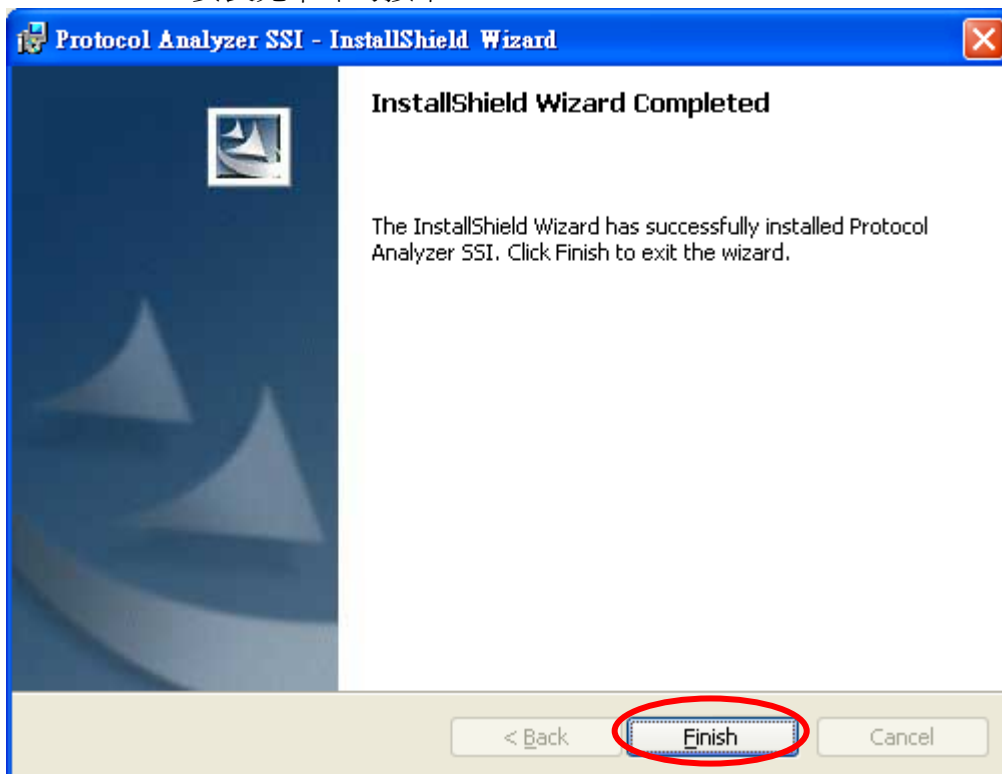 Protocol Analyzer SSI - InstallShield Wizard
InstallShield Wizard Completed
The InstallShield Wizard has successfully installed Protocol
Analyzer SSI. Click Finish to exit the wizard.
< Back
Finish
Cancel